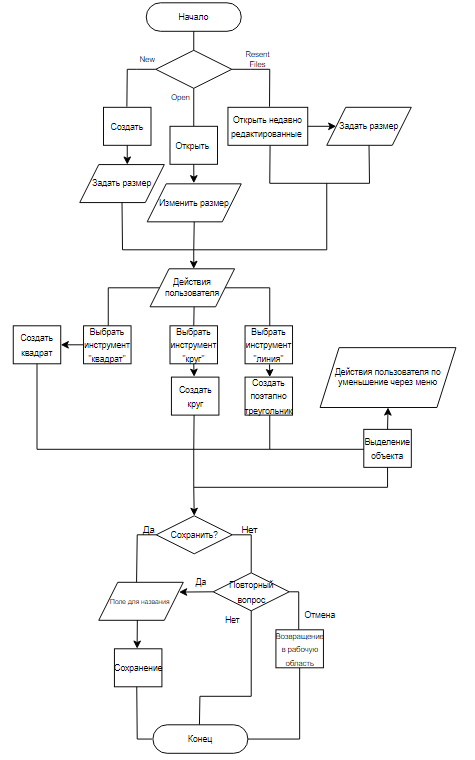 Начало
New
Resent
Files
Open
Создать
Открыть
Открыть недавно
редактированные
Задать размер
Задать размер
Изменить размер
Действия
пользователя
Создать
квадрат
Выбрать
инструмент
"квадрат"
Выбрать
инструмент
"круг"
Выбрать
инструмент
"линия"
Создать
круг
Создать
поэтапно
треугольник
Действия пользователя по
уменьшение через меню
Выделение
объекта
Да
Сохранить?
Нет
Да
Повторный
вопрос
Поле для названия
Нет
Отмена
Возвращение
в рабочую
область
Сохранение
Конец